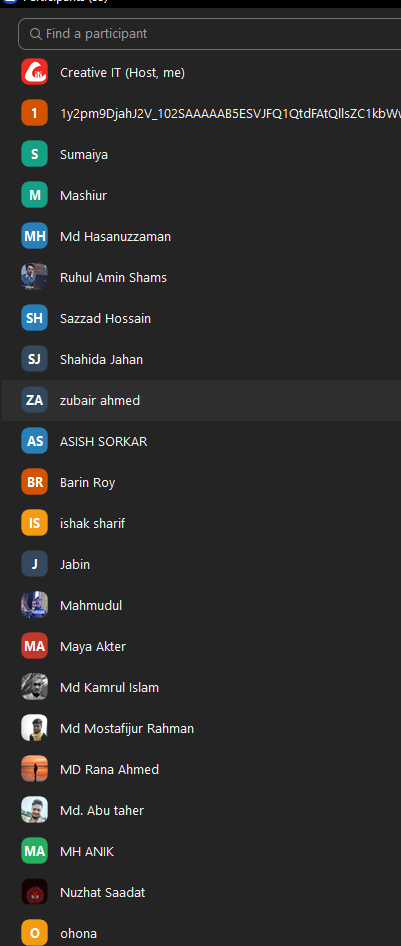 Find a participant
Creative IT (Host, me)
1
S
Sumaiya
M
Mashiur
MH
Md Hasanuzzaman
Ruhul Amin Shams
SH
Sazzad Hossain
SJ
Shahida Jahan
ZA
zubair ahmed
AS
ASISH SORKAR
BR
Barin Roy
IS
ishak sharif
J
Jabin
Mahmudul
MA
Maya Akter
Md Kamrul Islam
Md Mostafijur Rahman
MD Rana Ahmed
Md. Abu taher
MA
MH ANIK
Nuzhat Saadat
O
ohona